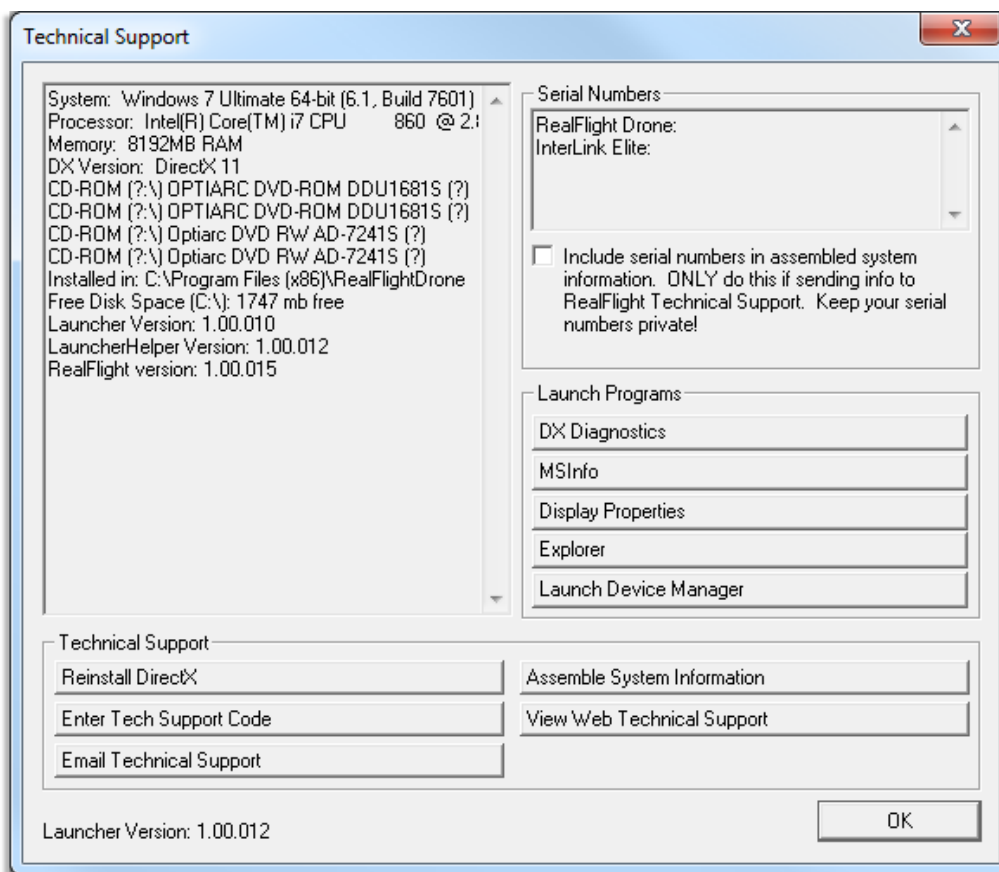 Technical Support
System: Windows 7 Ultimate 64-bit (6.1, Build 7601)
Processor: Intel(R) Core(TM) i7 CPU 860 @ 2.
Memory: 8192MB RAM
DX Version: DirectX 11
CD-ROM (?:\) OPTIARC DVD-ROM DDU1681S (?)
CD-ROM (?:\) OPTIARC DVD-ROM DDU1681S (?)
CD-ROM (?:\) Optiarc DVD RW AD-7241S (?)
CD-ROM (?:\) Optiarc DVD RW AD-7241S (?)
Installed in: C:\Program Files (x86)\RealFlightDrone
Free Disk Space (C:\): 1747 mb free
Launcher Version: 1.00.010
LauncherHelper Version: 1.00.012
RealFlight version: 1.00.015
Serial Numbers
RealFlight Drone:
InterLink Elite:
Include serial numbers in assembled system
information. ONLY do this if sending info to
RealFlight Technical Support. Keep your serial
numbers private!
Launch Programs
DX Diagnostics
MSInfo
Display Properties
Explorer
Launch Device Manager
Technical Support
Reinstall DirectX
Assemble System Information
Enter Tech Support Code
View Web Technical Support
Email Technical Support
Launcher Version: 1.00.012
OK